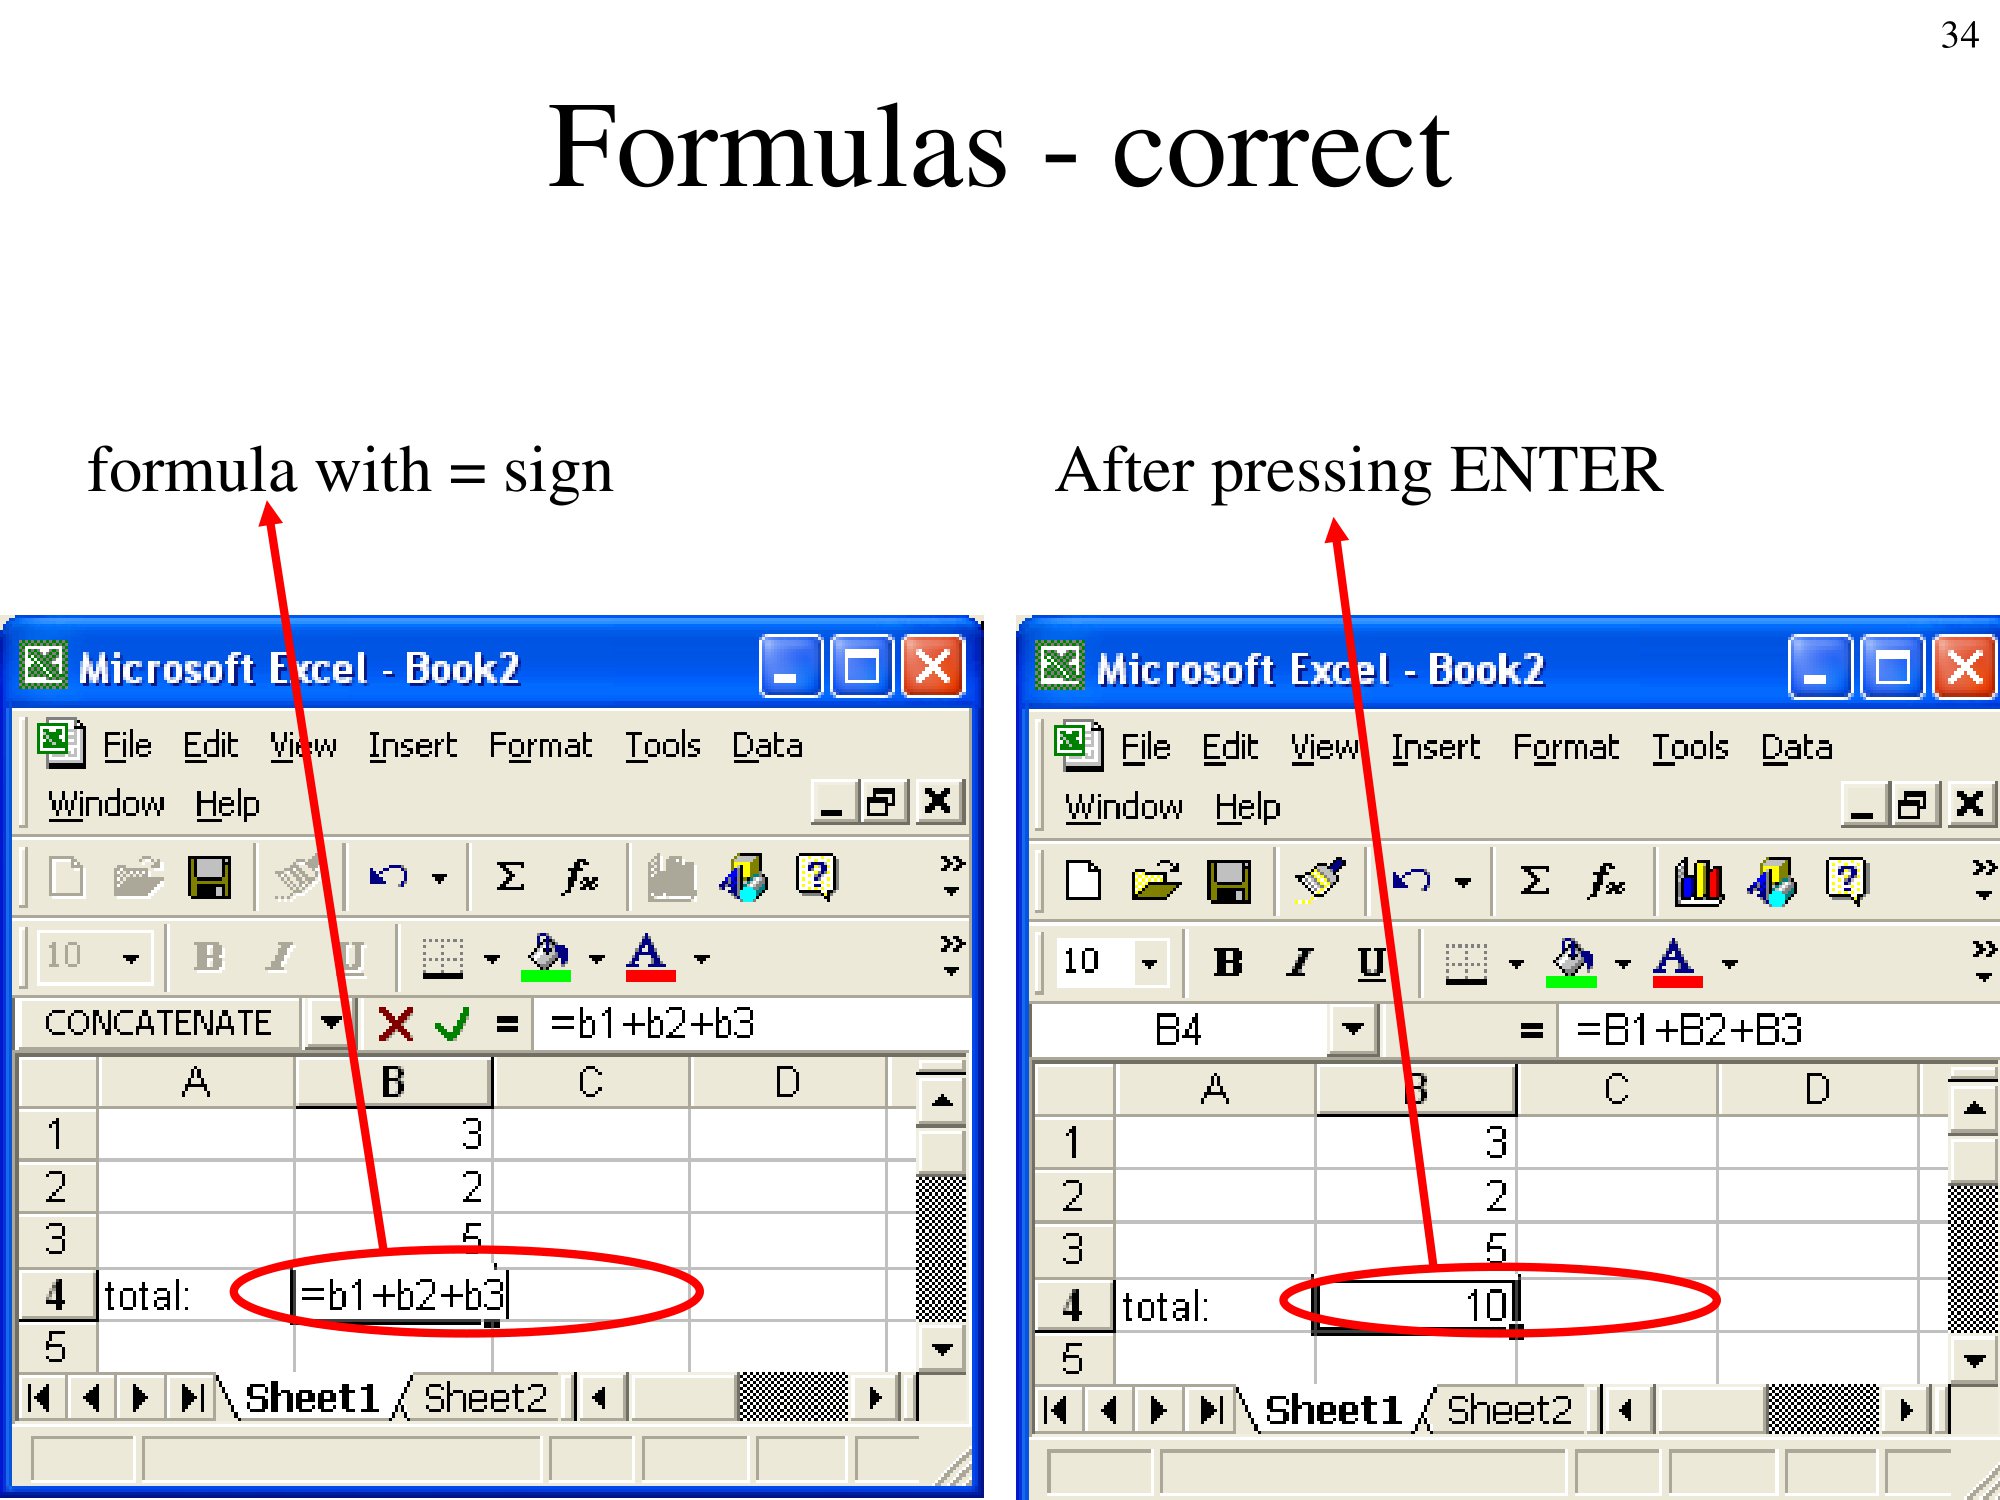 34
Formulas - correct
formula with = sign
After pressing ENTER
Microsoft Excel - Book2
File Edit View Insert Format Tools Data
Window Help
10 B I U A
CONCATENATE = =b1+b2+b3
A B C D
1 3
2 2
3 5
4 total: =b1+b2+b3
5
Sheet1 Sheet2
Microsoft Excel - Book2
File Edit View Insert Format Tools Data
Window Help
10 B I U A
B4 = =B1+B2+B3
A B C D
1 3
2 2
3 5
4 total: 10
5
Sheet1 Sheet2